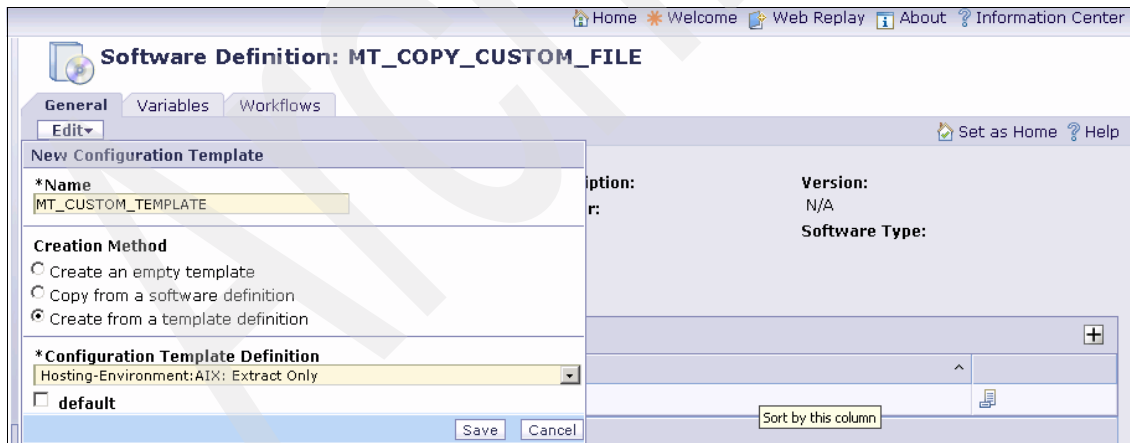 Home Welcome Web Replay About Information Center
Software Definition: MT_COPY_CUSTOM_FILE
General Variables Workflows
Edit
Set as Home Help
New Configuration Template
*Name
MT_CUSTOM_TEMPLATE
iption:
r:
Version:
N/A
Software Type:
Creation Method
Create an empty template
Copy from a software definition
Create from a template definition
*Configuration Template Definition
Hosting-Environment:AIX: Extract Only
default
Sort by this column
Save Cancel